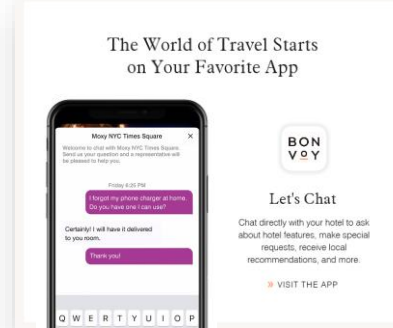 The World of Travel Starts
on Your Favorite App
Moxy NYC Times Square
Welcome to chat with Moxy NYC Times Square.
Send us your question and a representative will
be pleased to help you.
Friday 4:05 PM
I forgot my phone charger at home.
Do you have one I can use?
Certainly! I will have it delivered
to you room.
Thank you!
Q W E R T Y U I O P
BON
VOY
Let's Chat
Chat directly with your hotel to ask
about hotel features, make special
requests, receive local
recommendations, and more.
» VISIT THE APP